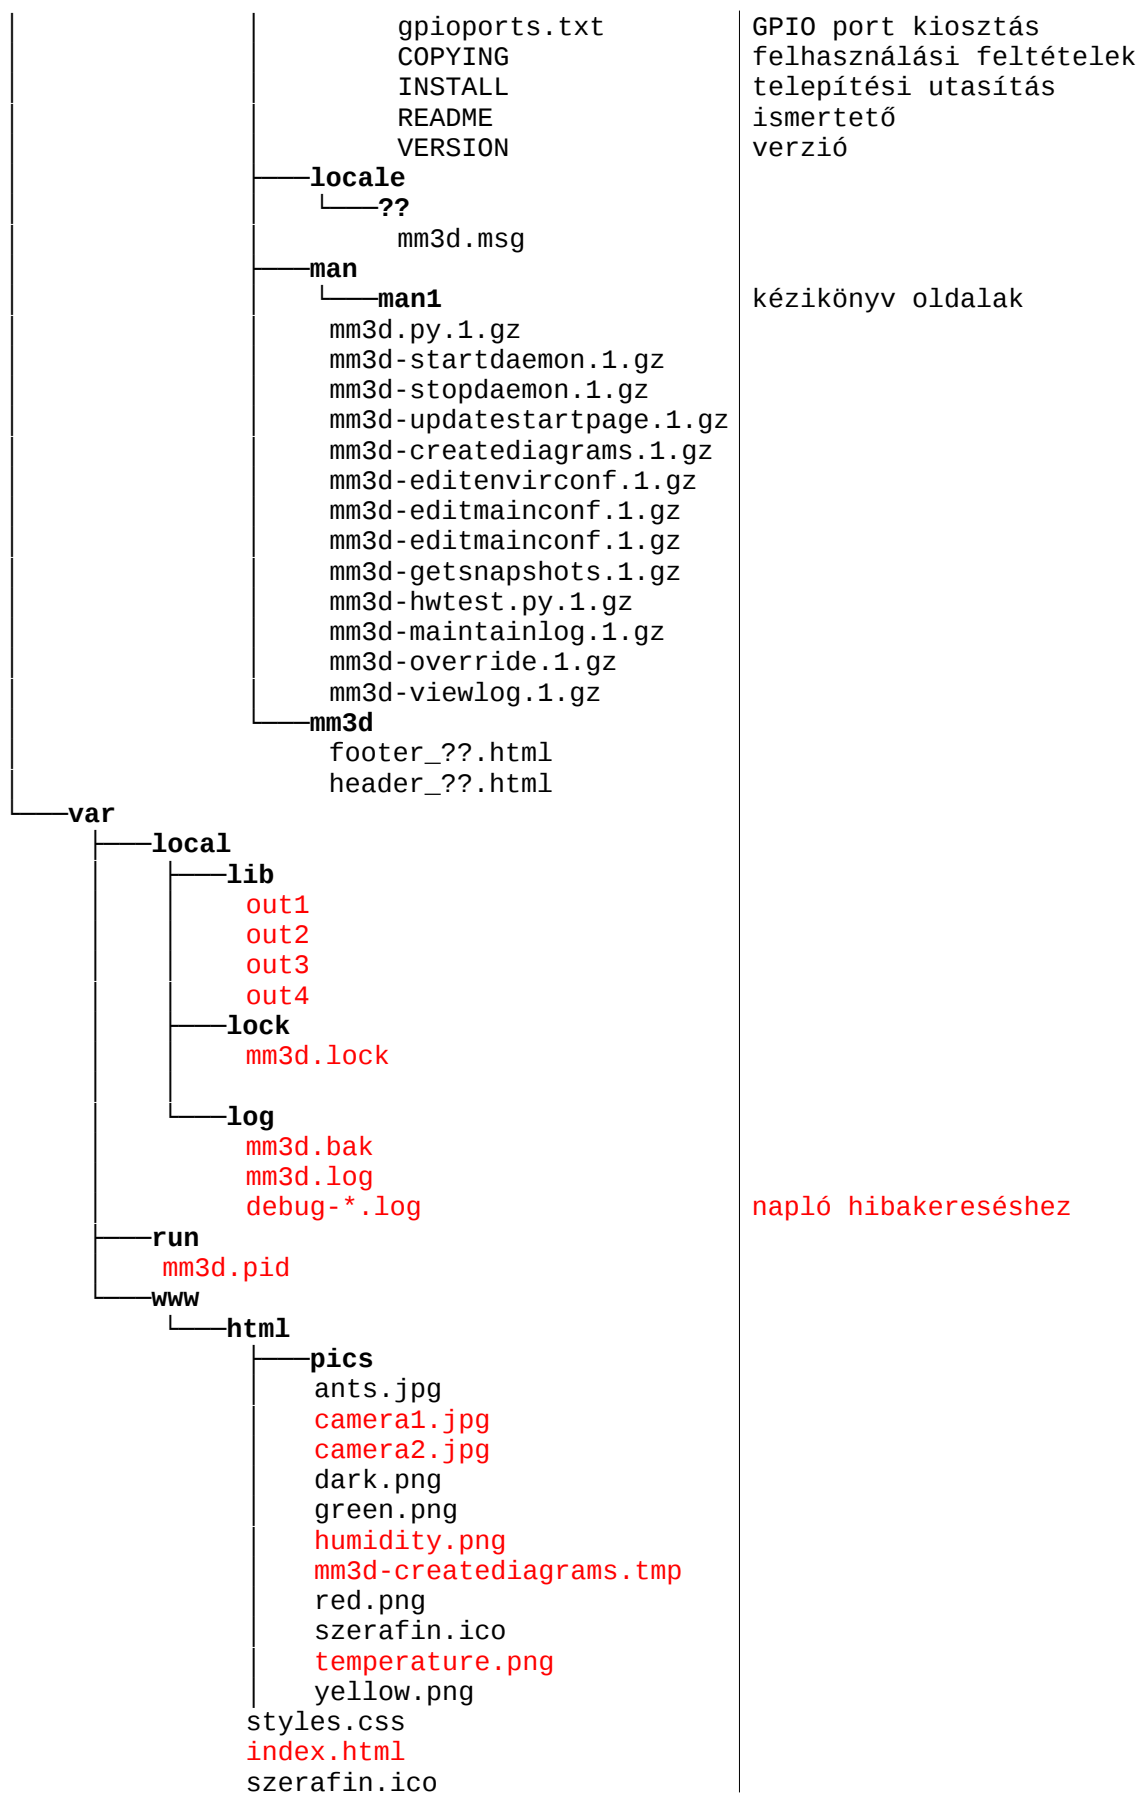 gpioports.txt GPIO port kiosztás
COPYING felhasználási feltételek
INSTALL telepítési utasítás
README ismertető
VERSION verzió
locale
??
mm3d.msg
man
man1 kézikönyv oldalak
mm3d.py.1.gz
mm3d-startdaemon.1.gz
mm3d-stopdaemon.1.gz
mm3d-updatestartpage.1.gz
mm3d-creatediagrams.1.gz
mm3d-editenvirconf.1.gz
mm3d-editmainconf.1.gz
mm3d-editmainconf.1.gz
mm3d-getsnapshots.1.gz
mm3d-hwtest.py.1.gz
mm3d-maintainlog.1.gz
mm3d-override.1.gz
mm3d-viewlog.1.gz
mm3d
footer_??.html
header_??.html
var
local
lib
out1
out2
out3
out4
lock
mm3d.lock
log
mm3d.bak
mm3d.log
debug-*.log napló hibakereséshez
run
mm3d.pid
www
html
pics
ants.jpg
camera1.jpg
camera2.jpg
dark.png
green.png
humidity.png
mm3d-creatediagrams.tmp
red.png
szerafin.ico
temperature.png
yellow.png
styles.css
index.html
szerafin.ico